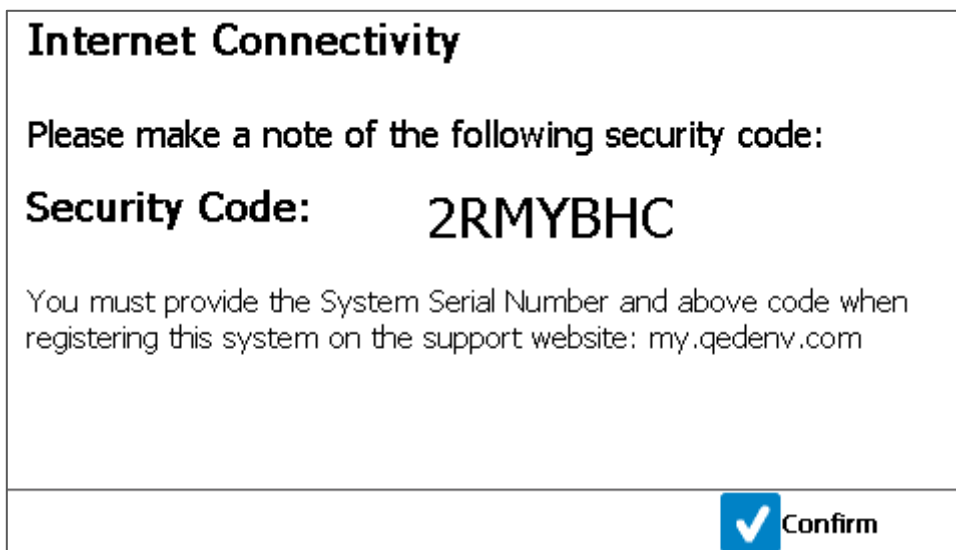 Internet Connectivity
Please make a note of the following security code:
Security Code: 2RMYBHC
You must provide the System Serial Number and above code when
registering this system on the support website: my.qedenv.com
Confirm